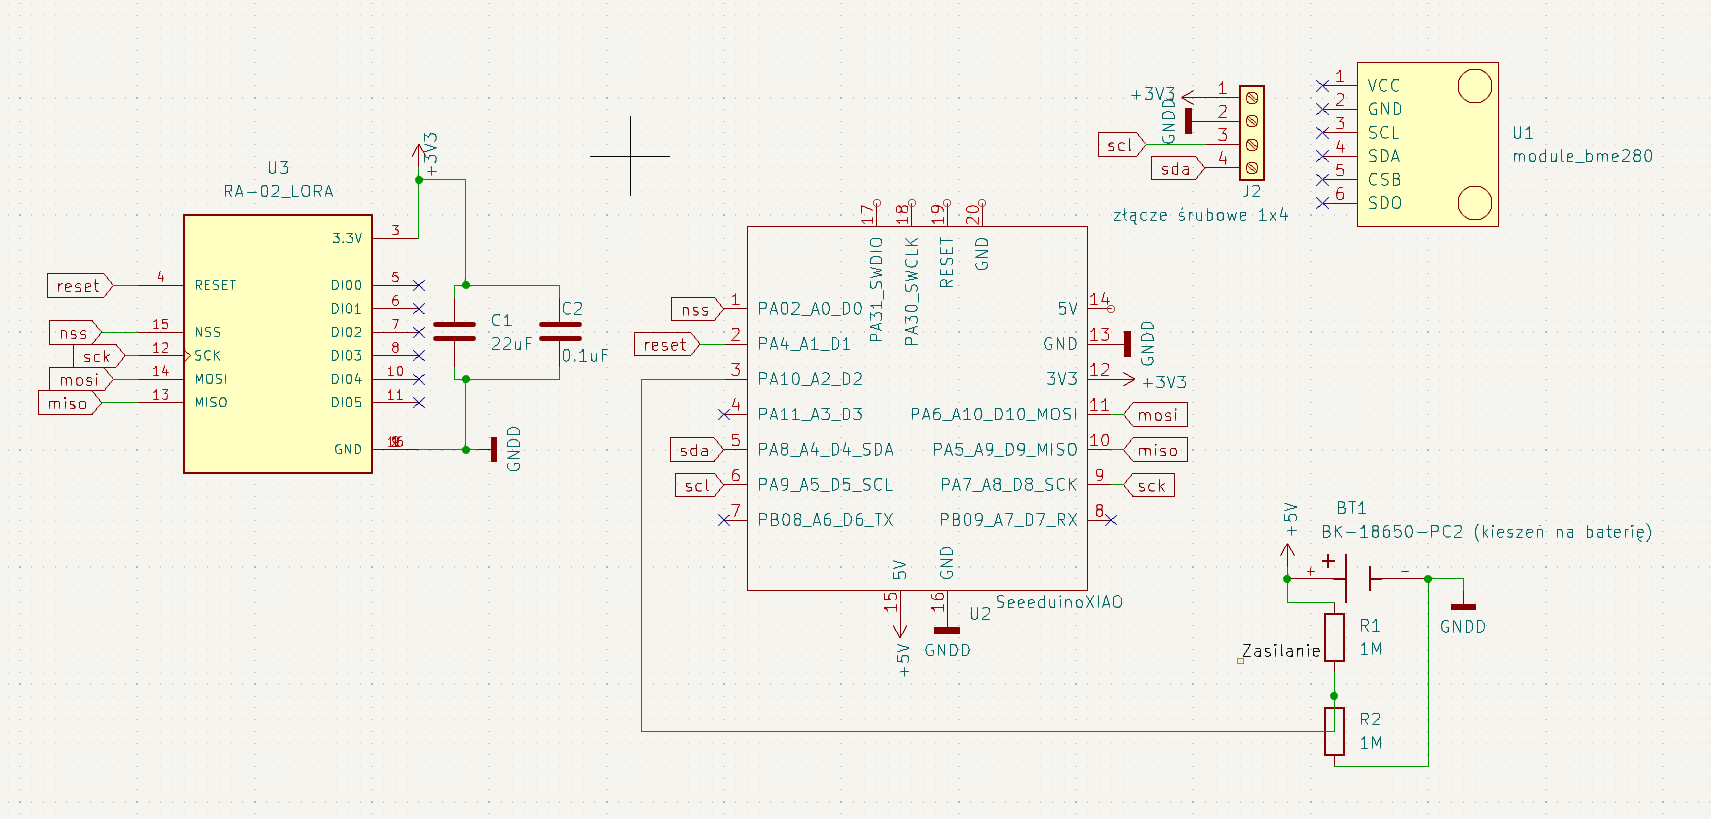 U3
RA-02_LORA
+3V3
3.3V
3
reset
4
RESET
DIO0
5
DIO1
6
nss
15
NSS
DIO2
7
sck
12
SCK
DIO3
8
mosi
14
MOSI
DIO4
10
miso
13
MISO
DIO5
11
GND
GNDD
C1
22uF
C2
0.1uF
17
18
19
20
PA31_SWDIO
PA30_SWCLK
RESET
GND
nss
1
PA02_A0_D0
reset
2
PA4_A1_D1
3
PA10_A2_D2
4
PA11_A3_D3
sda
5
PA8_A4_D4_SDA
scl
6
PA9_A5_D5_SCL
7
PB08_A6_D6_TX
5V
14
GND
13
GNDD
3V3
12
+3V3
PA6_A10_D10_MOSI
11
mosi
PA5_A9_D9_MISO
10
miso
PA7_A8_D8_SCK
9
sck
PB09_A7_D7_RX
8
5V
GND
15
16
U2
SeeeduinoXIAO
+5V
GNDD
+3V3
1
GNDD
2
scl
3
sda
4
J2
złącze śrubowe 1x4
1
VCC
2
GND
3
SCL
4
SDA
5
CSB
6
SDO
U1
module_bme280
+5V
BT1
BK-18650-PC2 (kieszeń na baterię)
+
+
-
GNDD
R1
1M
Zasilanie
R2
1M